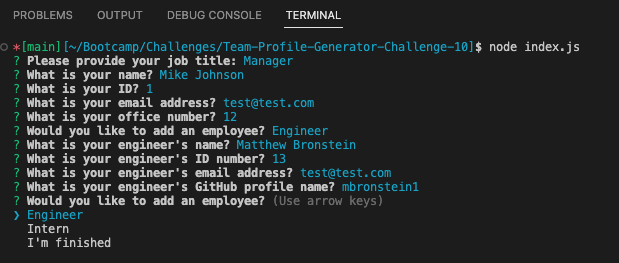 PROBLEMS OUTPUT DEBUG CONSOLE TERMINAL
*[main][~/Bootcamp/Challenges/Team-Profile-Generator-Challenge-10]$ node index.js
? Please provide your job title: Manager
? What is your name? Mike Johnson
? What is your ID? 1
? What is your email address? test@test.com
? What is your office number? 12
? Would you like to add an employee? Engineer
? What is your engineer's name? Matthew Bronstein
? What is your engineer's ID number? 13
? What is your engineer's email address? test@test.com
? What is your engineer's GitHub profile name? mbronstein1
? Would you like to add an employee? (Use arrow keys)
❯ Engineer
Intern
I'm finished